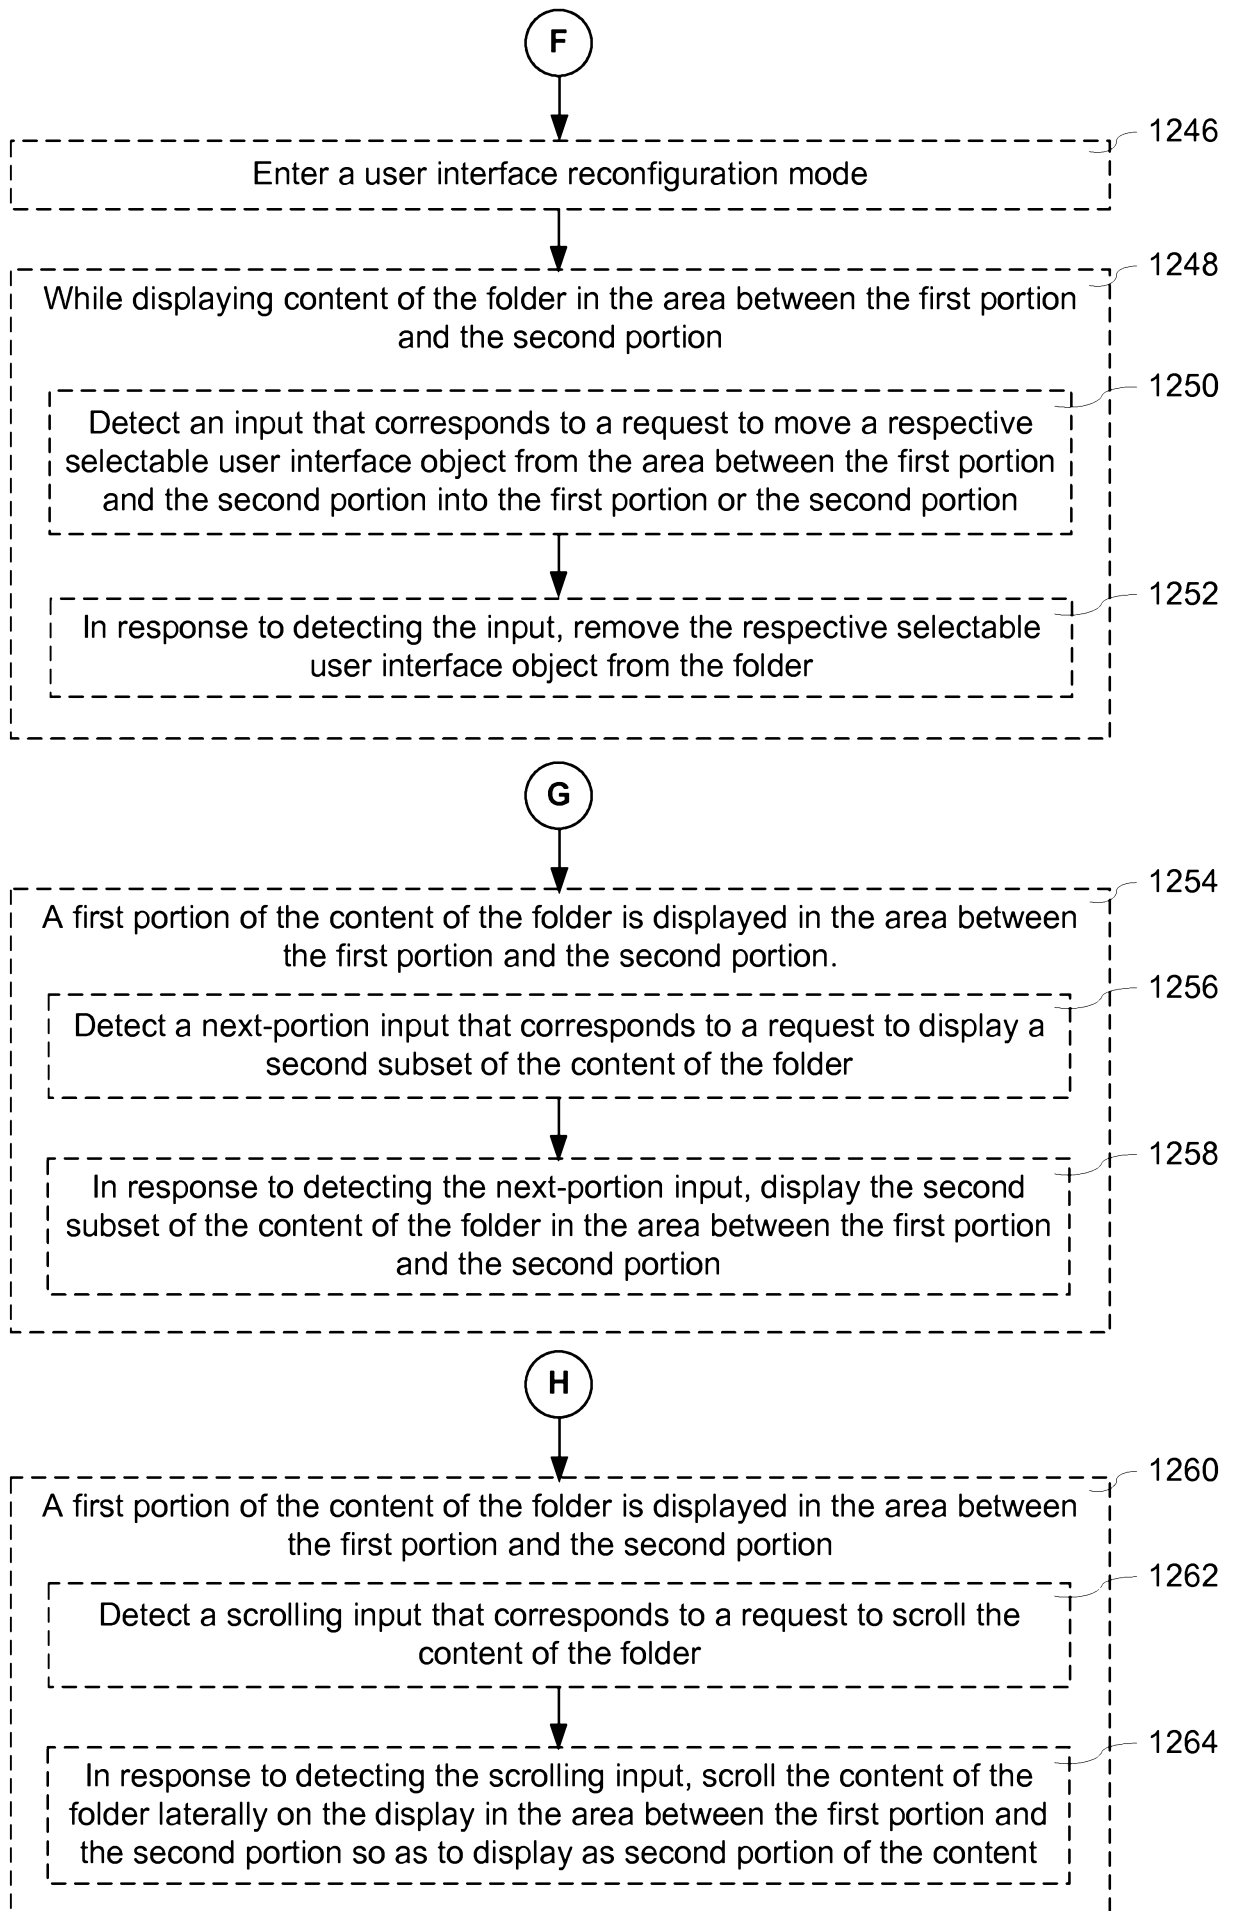 F
1246
Enter a user interface reconfiguration mode
1248
While displaying content of the folder in the area between the first portion
and the second portion
1250
Detect an input that corresponds to a request to move a respective
selectable user interface object from the area between the first portion
and the second portion into the first portion or the second portion
1252
In response to detecting the input, remove the respective selectable
user interface object from the folder
G
1254
A first portion of the content of the folder is displayed in the area between
the first portion and the second portion.
1256
Detect a next-portion input that corresponds to a request to display a
second subset of the content of the folder
1258
In response to detecting the next-portion input, display the second
subset of the content of the folder in the area between the first portion
and the second portion
H
1260
A first portion of the content of the folder is displayed in the area between
the first portion and the second portion
1262
Detect a scrolling input that corresponds to a request to scroll the
content of the folder
1264
In response to detecting the scrolling input, scroll the content of the
folder laterally on the display in the area between the first portion and
the second portion so as to display as second portion of the content